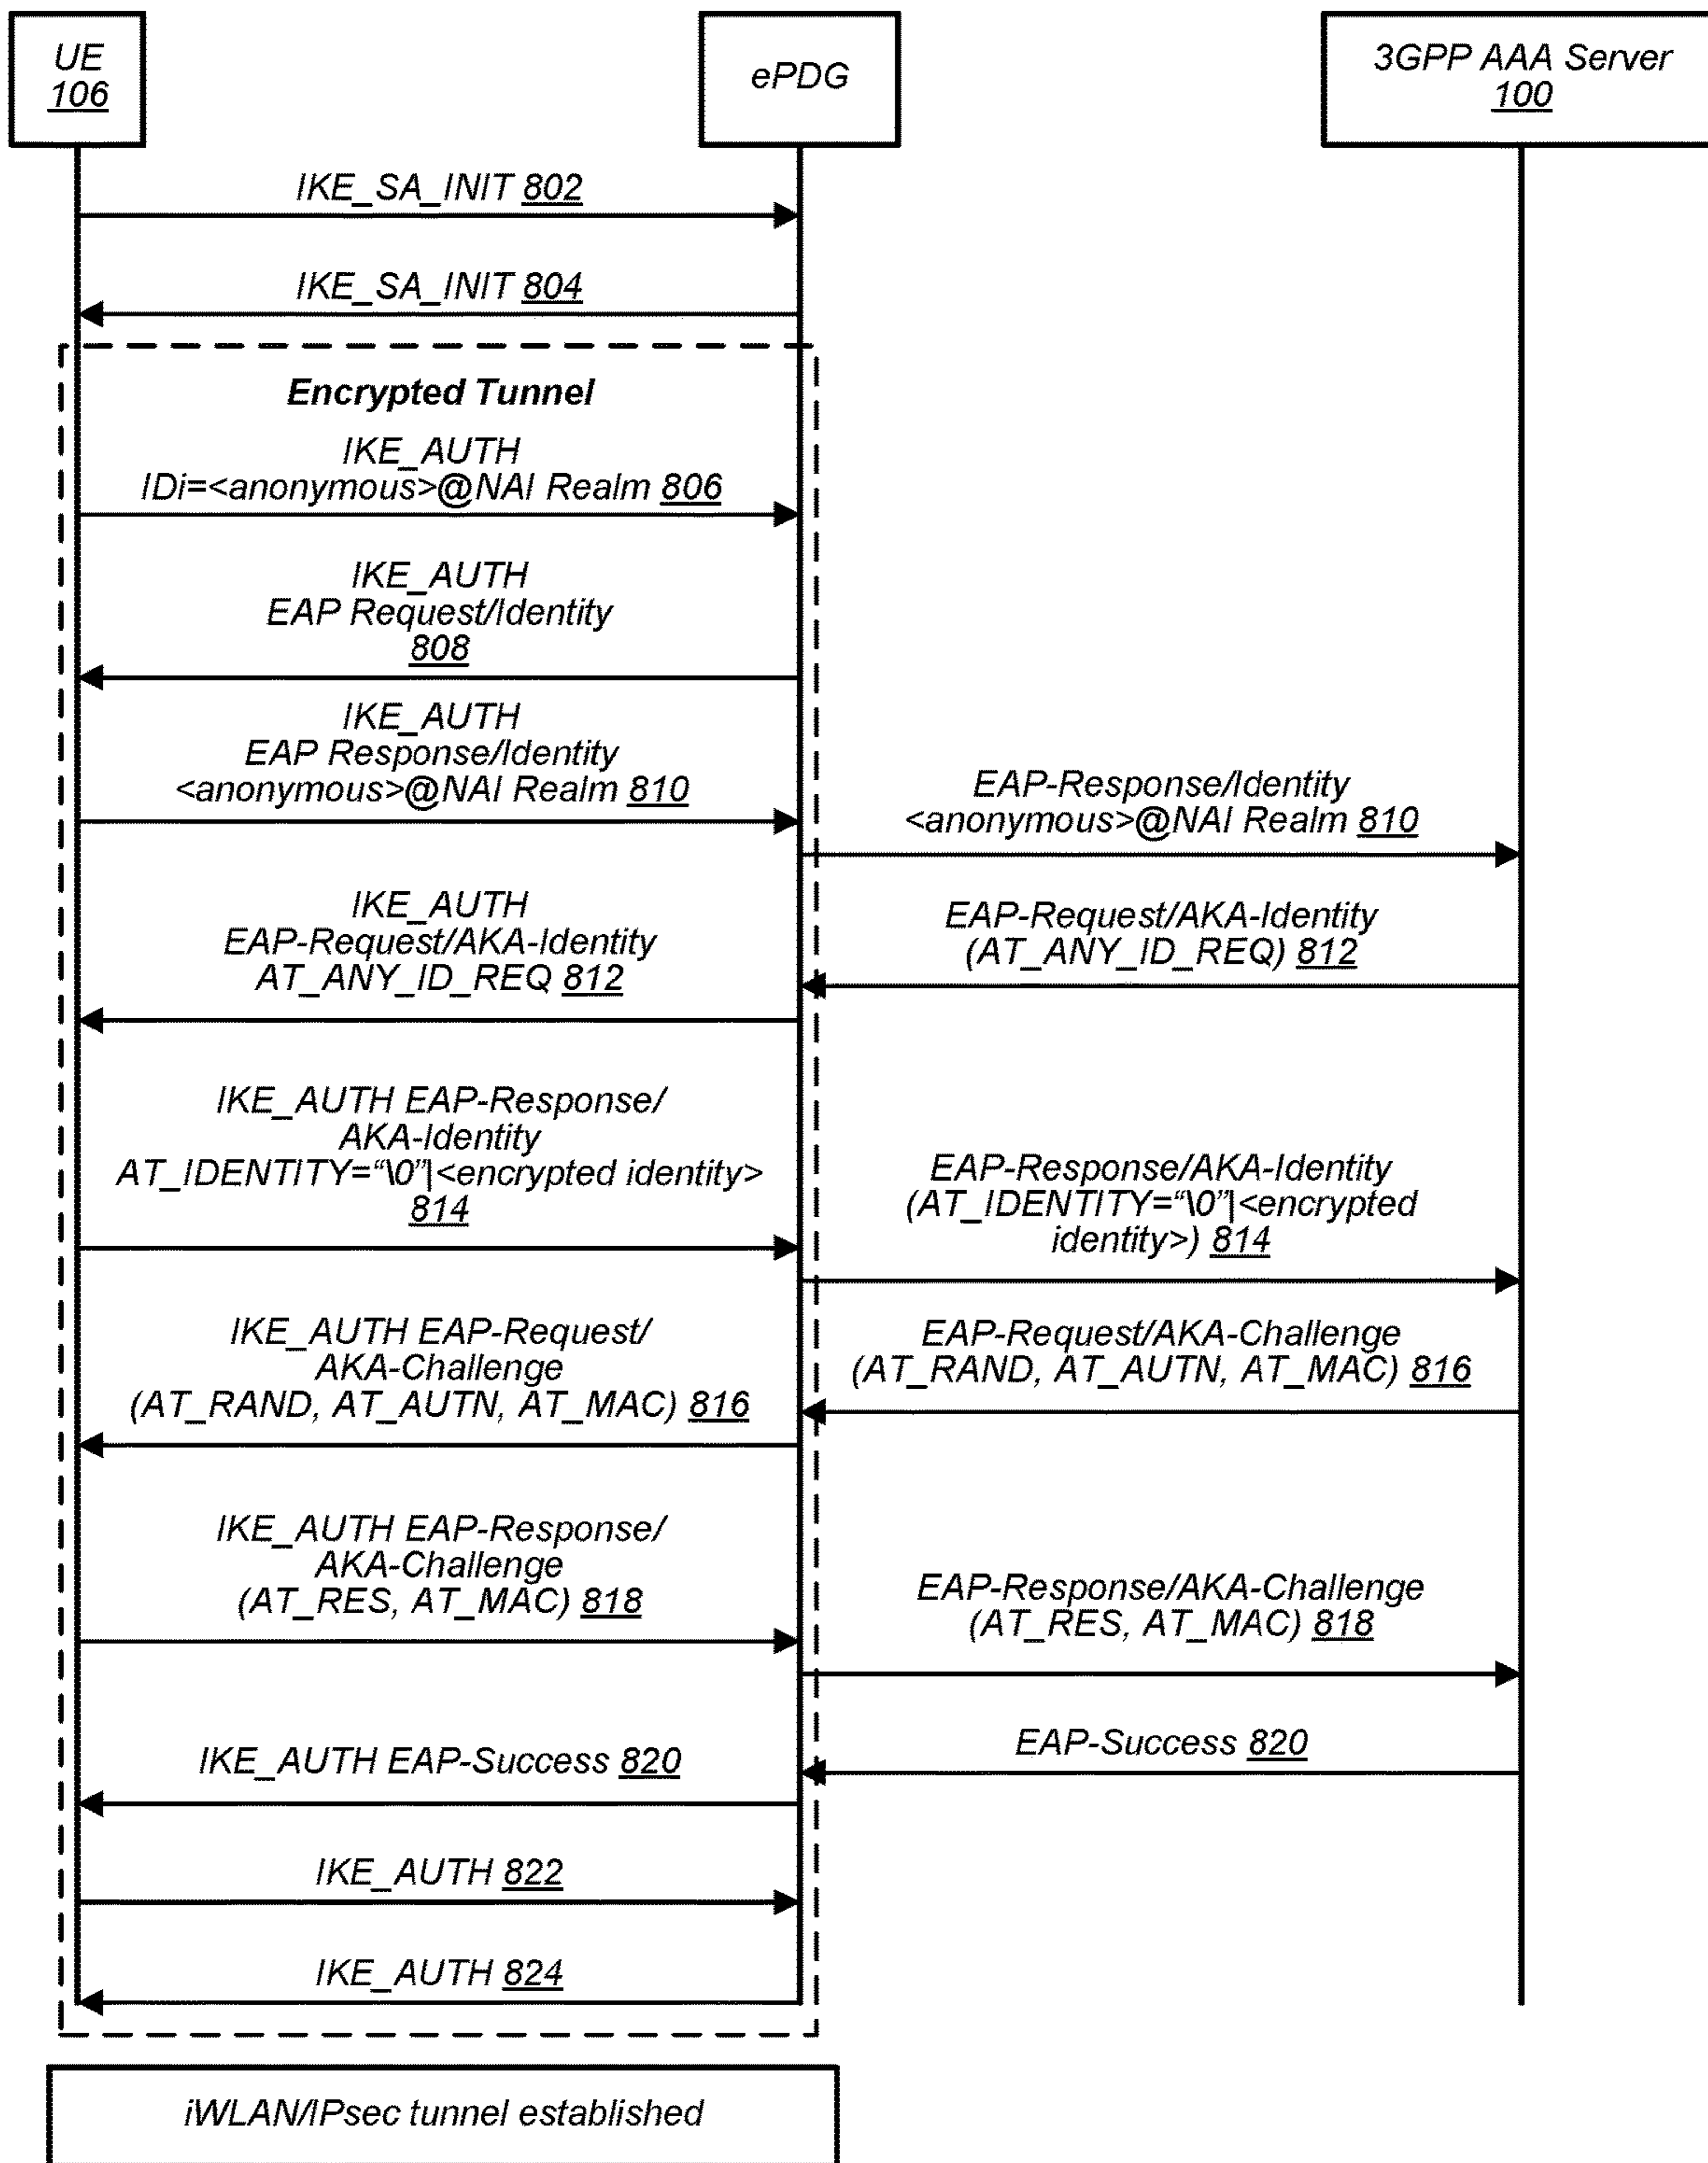 UE
106
ePDG
3GPP AAA Server
100
IKE_SA_INIT 802
IKE_SA_INIT 804
Encrypted Tunnel
IKE_AUTH
IDi=<anonymous>@NAI Realm 806
IKE_AUTH
EAP Request/Identity
808
IKE_AUTH
EAP Response/Identity
<anonymous>@NAI Realm 810
EAP-Response/Identity
<anonymous>@NAI Realm 810
EAP-Request/AKA-Identity
(AT_ANY_ID_REQ) 812
IKE_AUTH
EAP-Request/AKA-Identity
AT_ANY_ID_REQ 812
IKE_AUTH EAP-Response/
AKA-Identity
AT_IDENTITY=“\0”|<encrypted identity>
814
EAP-Response/AKA-Identity
(AT_IDENTITY=“\0”|<encrypted
identity>) 814
EAP-Request/AKA-Challenge
(AT_RAND, AT_AUTN, AT_MAC) 816
IKE_AUTH EAP-Request/
AKA-Challenge
(AT_RAND, AT_AUTN, AT_MAC) 816
IKE_AUTH EAP-Response/
AKA-Challenge
(AT_RES, AT_MAC) 818
EAP-Response/AKA-Challenge
(AT_RES, AT_MAC) 818
EAP-Success 820
IKE_AUTH EAP-Success 820
IKE_AUTH 822
IKE_AUTH 824
iWLAN/IPsec tunnel established